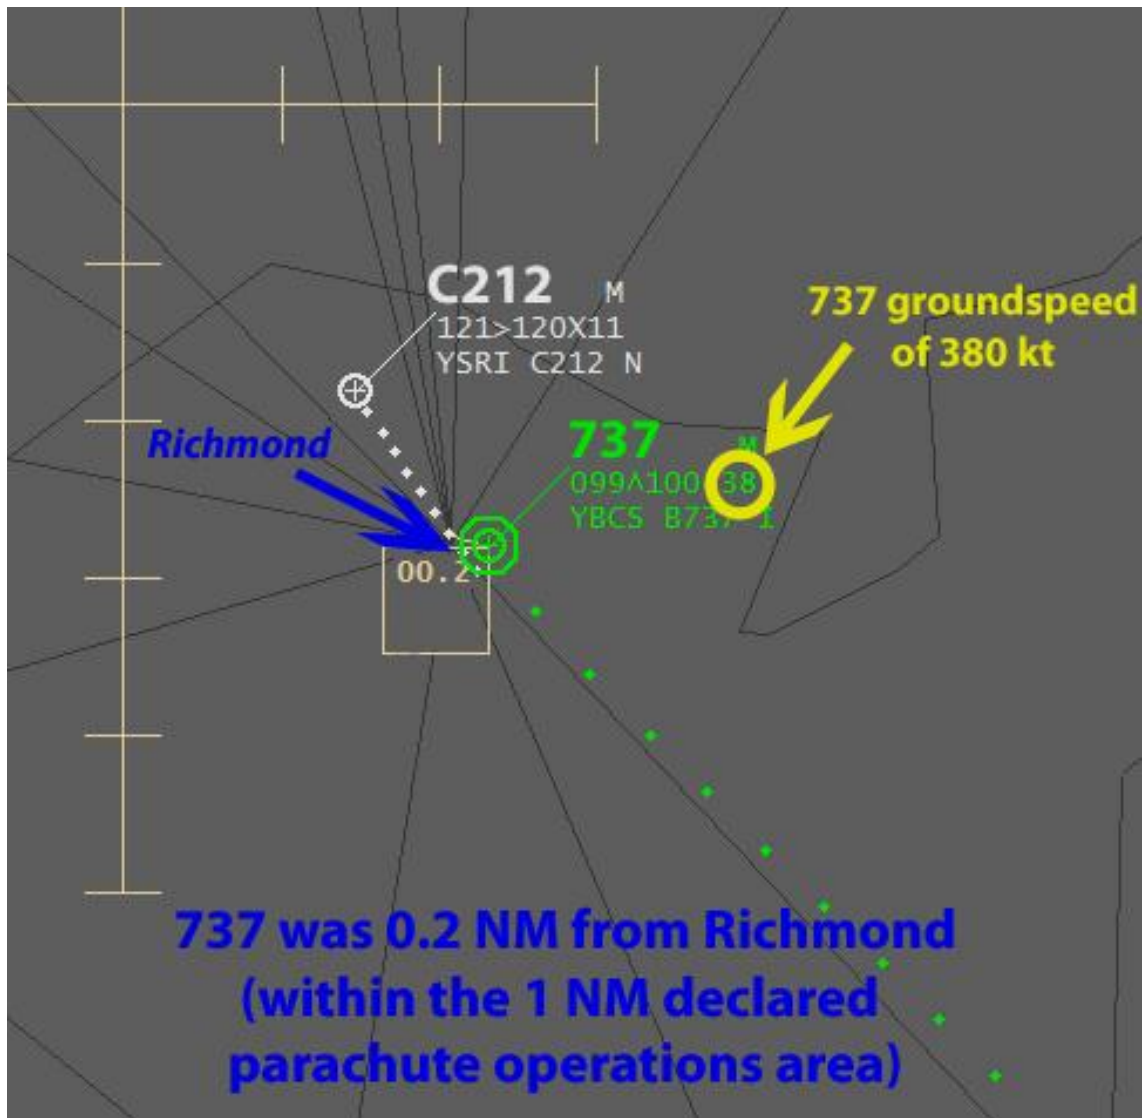 C212 M
121>120X11
YSRI C212 N
737 groundspeed
of 380 kt
Richmond
737 M
099^100 38
YBCS B737 I
00.2
737 was 0.2 NM from Richmond
(within the 1 NM declared
parachute operations area)